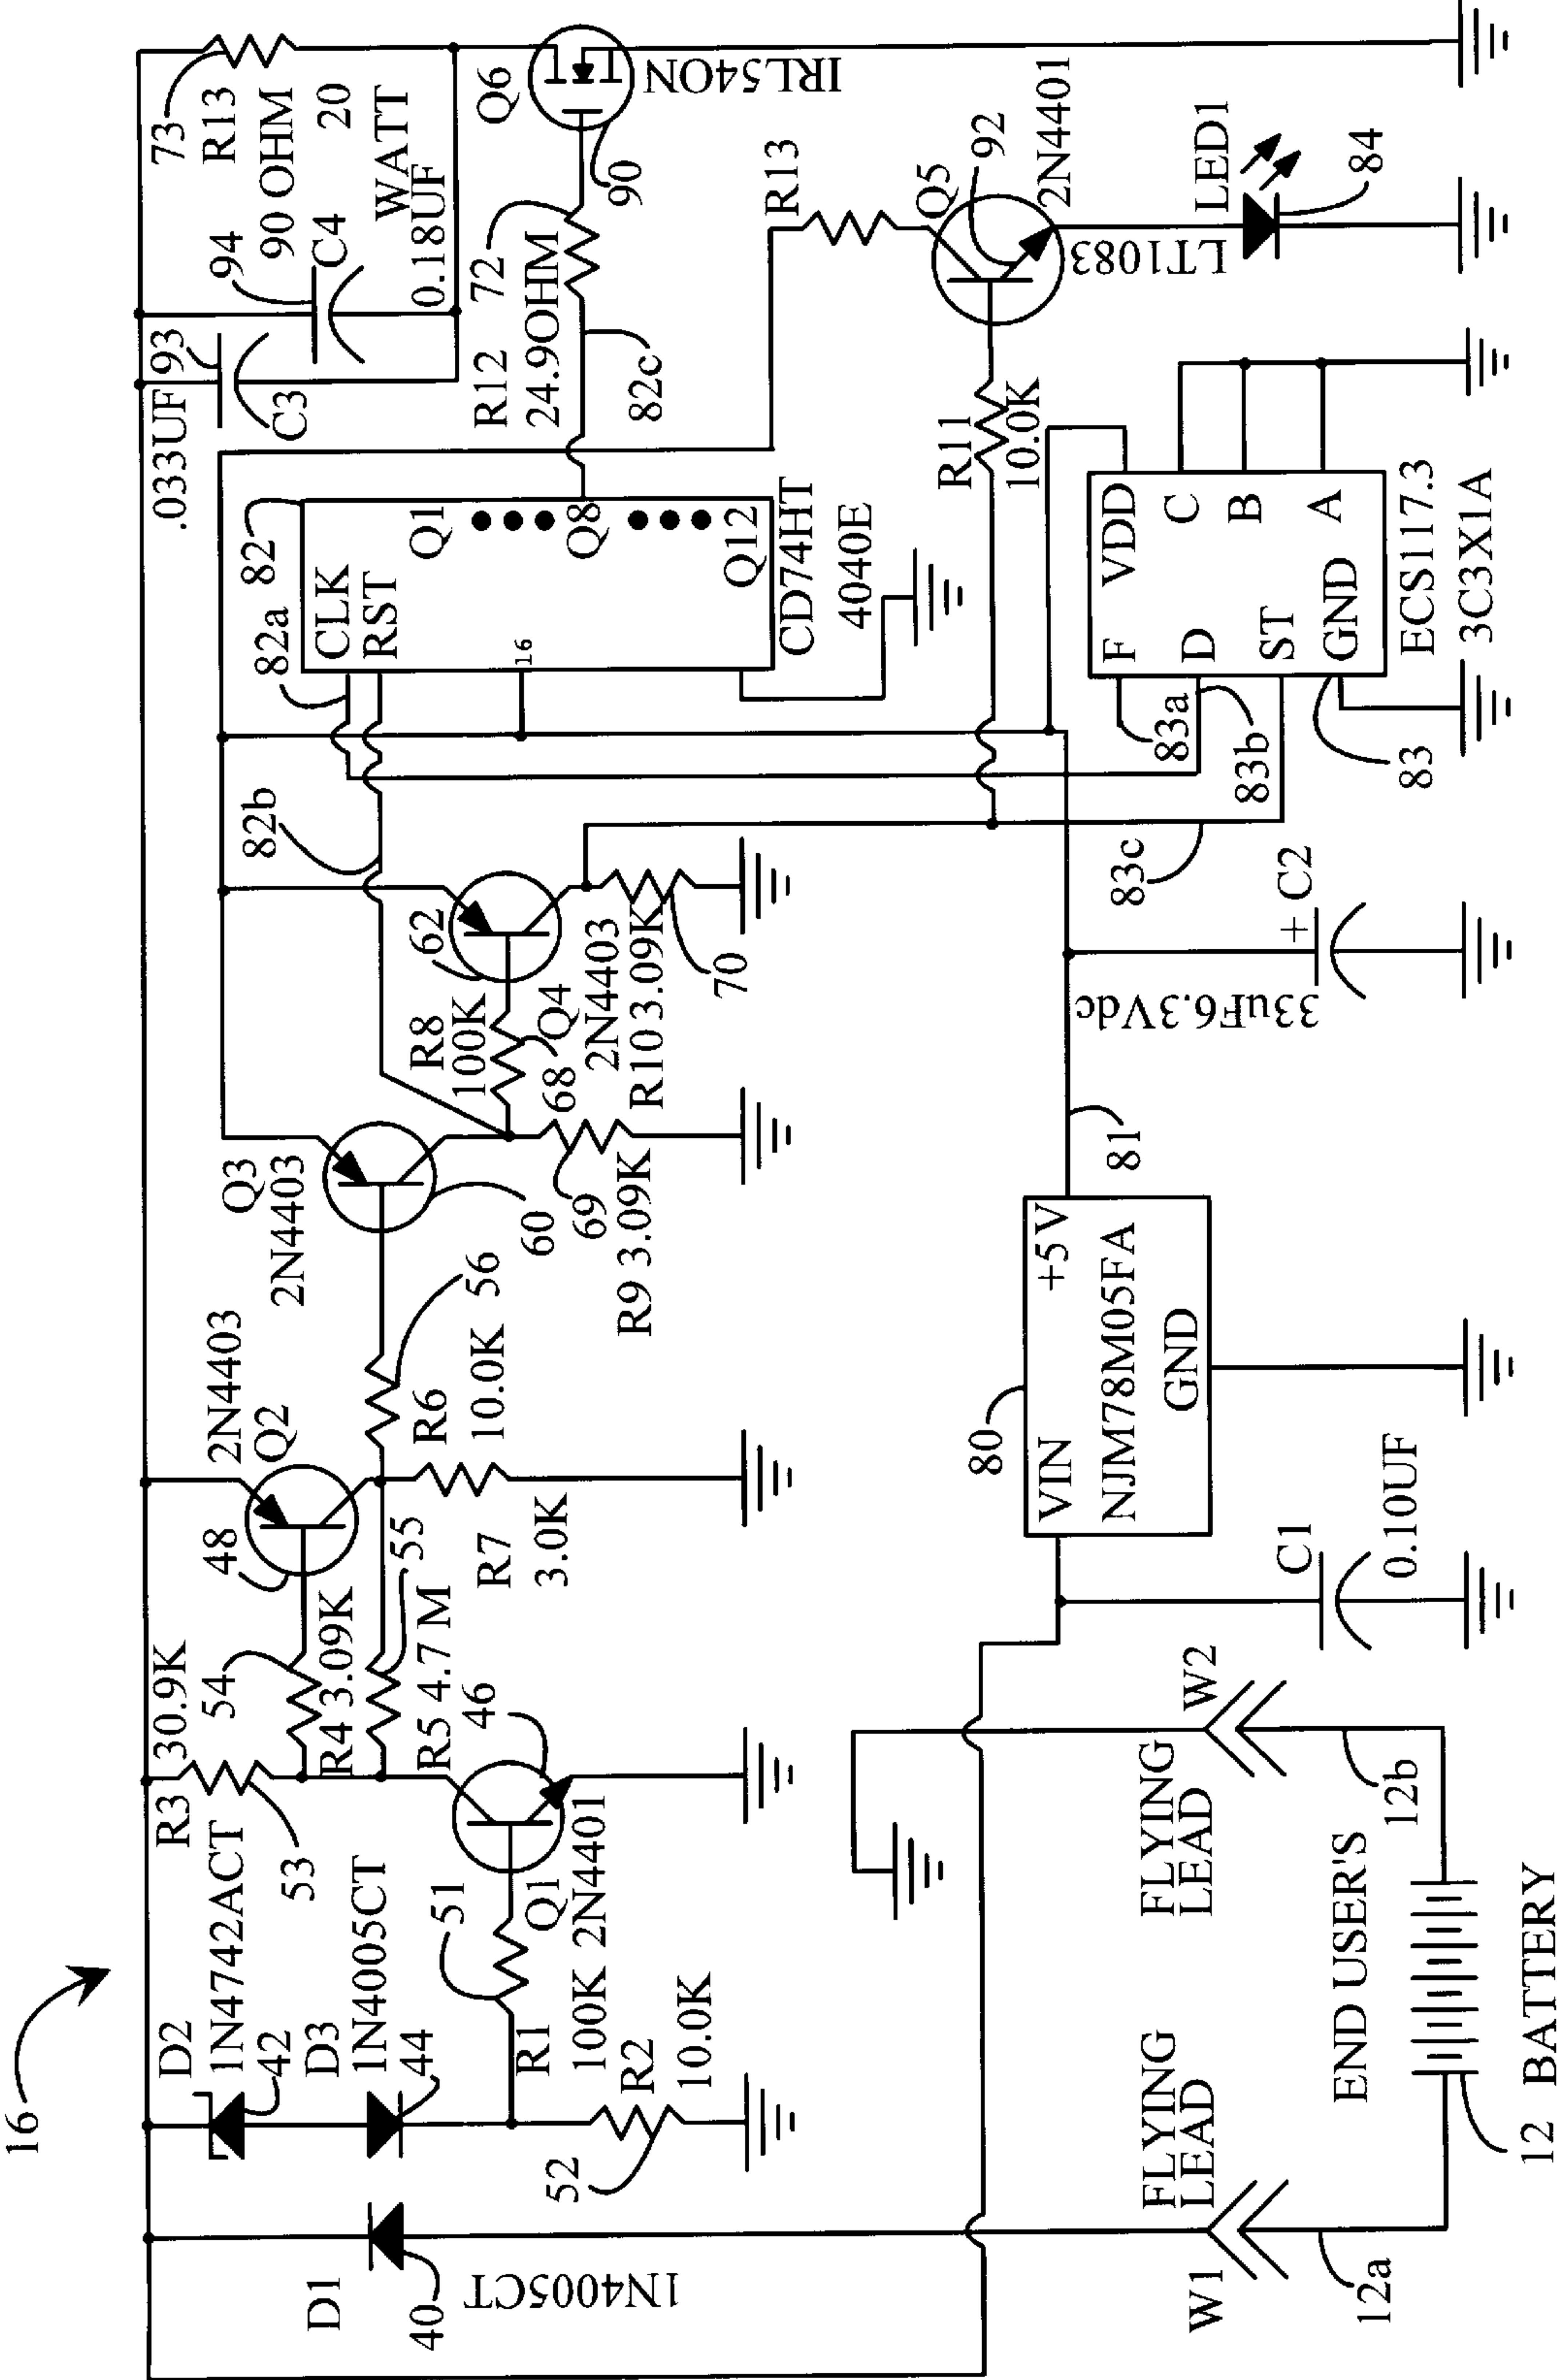 16
D1
40
1N4005CT
D2
1N4742ACT
42
D3
1N4005CT
44
51
R1
100K
R2
10.0K
52
R3
30.9K
53
54
R4 3.09K
R5 4.7 M
55
46
Q1
2N4401
48
2N4403
Q2
R6
10.0K
56
R7
3.0K
Q3
2N4403
60
69
R9 3.09K
R8
100K
68
62
Q4
2N4403
R10 3.09K
70
82b
82a
82
CLK
RST
16
Q1
Q8
Q12
CD74HT
4040E
.033UF
93
C3
94
C4
0.18UF
73
R13
90 OHM
20
WATT
R12
24.9OHM
72
82c
Q6
90
IRL540N
R13
Q5
92
2N4401
R11
10.0K
LT1083
LED1
84
F
VDD
D
C
ST
B
GND
A
ECS117.3
3C3X1A
83a
83b
83
83c
+
C2
33uF6.3Vdc
81
80
VIN
+5V
NJM78M05FA
GND
C1
0.10UF
W1
FLYING
LEAD
W2
FLYING
LEAD
12a
12b
END USER'S
12
BATTERY